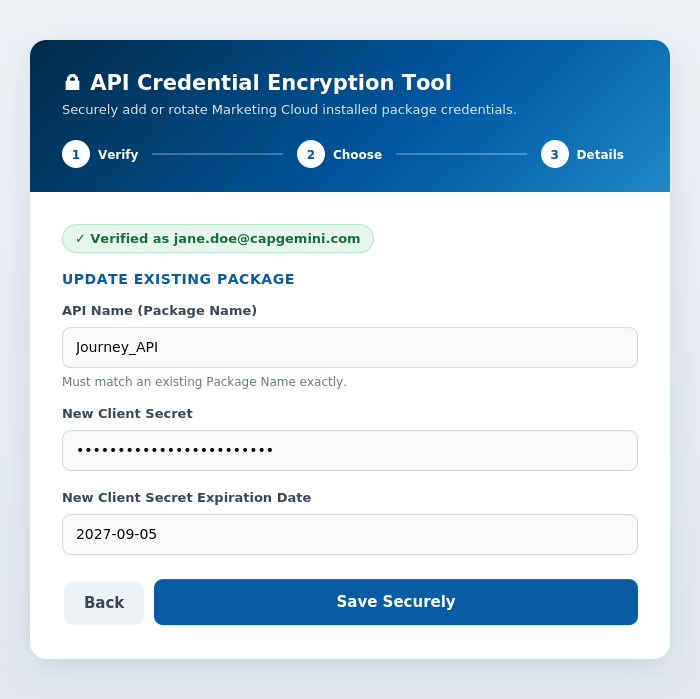 API Credential Encryption Tool
Securely add or rotate Marketing Cloud installed package credentials.
1 Verify 2 Choose 3 Details
✓ Verified as jane.doe@capgemini.com
UPDATE EXISTING PACKAGE
API Name (Package Name)
Journey_API
Must match an existing Package Name exactly.
New Client Secret
••••••••••••••••••••••••
New Client Secret Expiration Date
2027-09-05
Back Save Securely